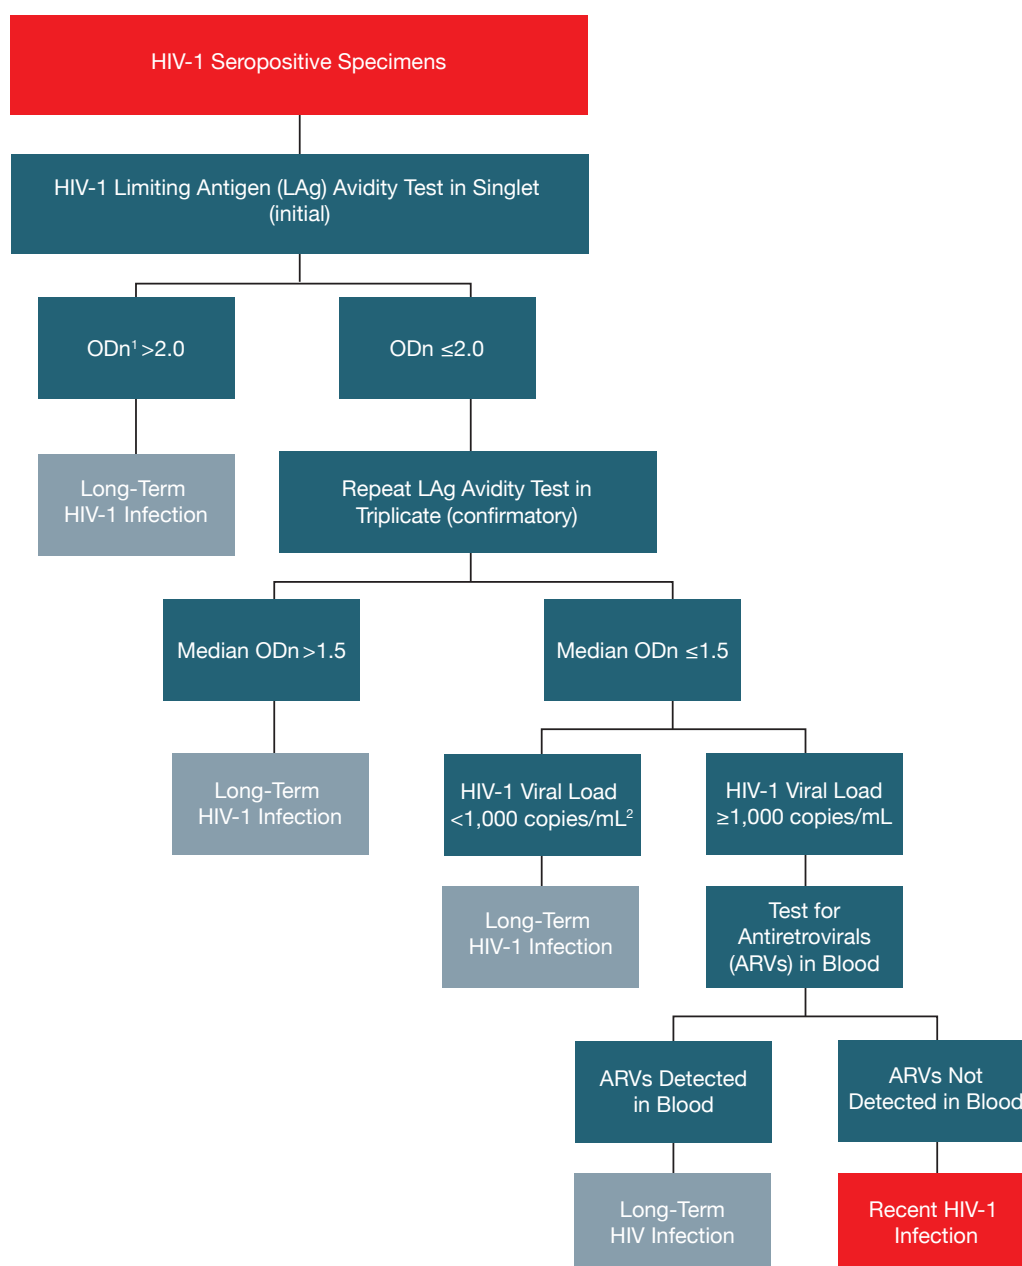 HIV-1 Seropositive Specimens
HIV-1 Limiting Antigen (LAg) Avidity Test in Singlet
(initial)
ODn¹ >2.0
ODn ≤2.0
Long-Term
HIV-1 Infection
Repeat LAg Avidity Test in
Triplicate (confirmatory)
Median ODn >1.5
Median ODn ≤1.5
Long-Term
HIV-1 Infection
HIV-1 Viral Load
<1,000 copies/mL²
HIV-1 Viral Load
≥1,000 copies/mL
Long-Term
HIV-1 Infection
Test for
Antiretrovirals
(ARVs) in Blood
ARVs Detected
in Blood
ARVs Not
Detected in Blood
Long-Term
HIV Infection
Recent HIV-1
Infection